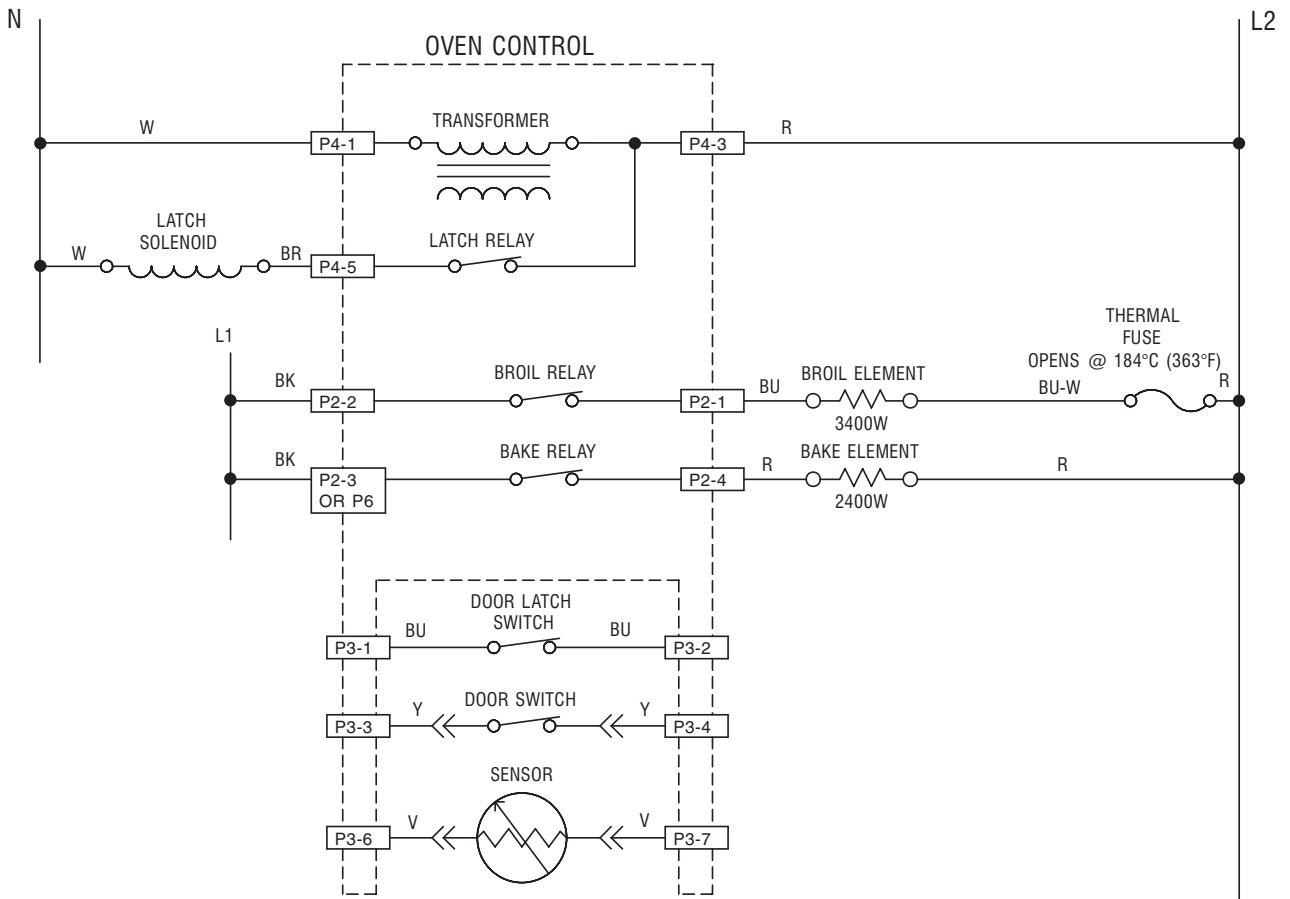 N
L2
OVEN CONTROL
W
P4-1
TRANSFORMER
P4-3
R
LATCH
SOLENOID
W
BR
P4-5
LATCH RELAY
L1
THERMAL
FUSE
OPENS @ 184°C (363°F)
BK
P2-2
BROIL RELAY
P2-1
BU
BROIL ELEMENT
3400W
BU-W
R
BK
P2-3
OR P6
BAKE RELAY
P2-4
R
BAKE ELEMENT
2400W
R
DOOR LATCH
SWITCH
P3-1
BU
BU
P3-2
DOOR SWITCH
P3-3
Y
Y
P3-4
SENSOR
P3-6
V
V
P3-7